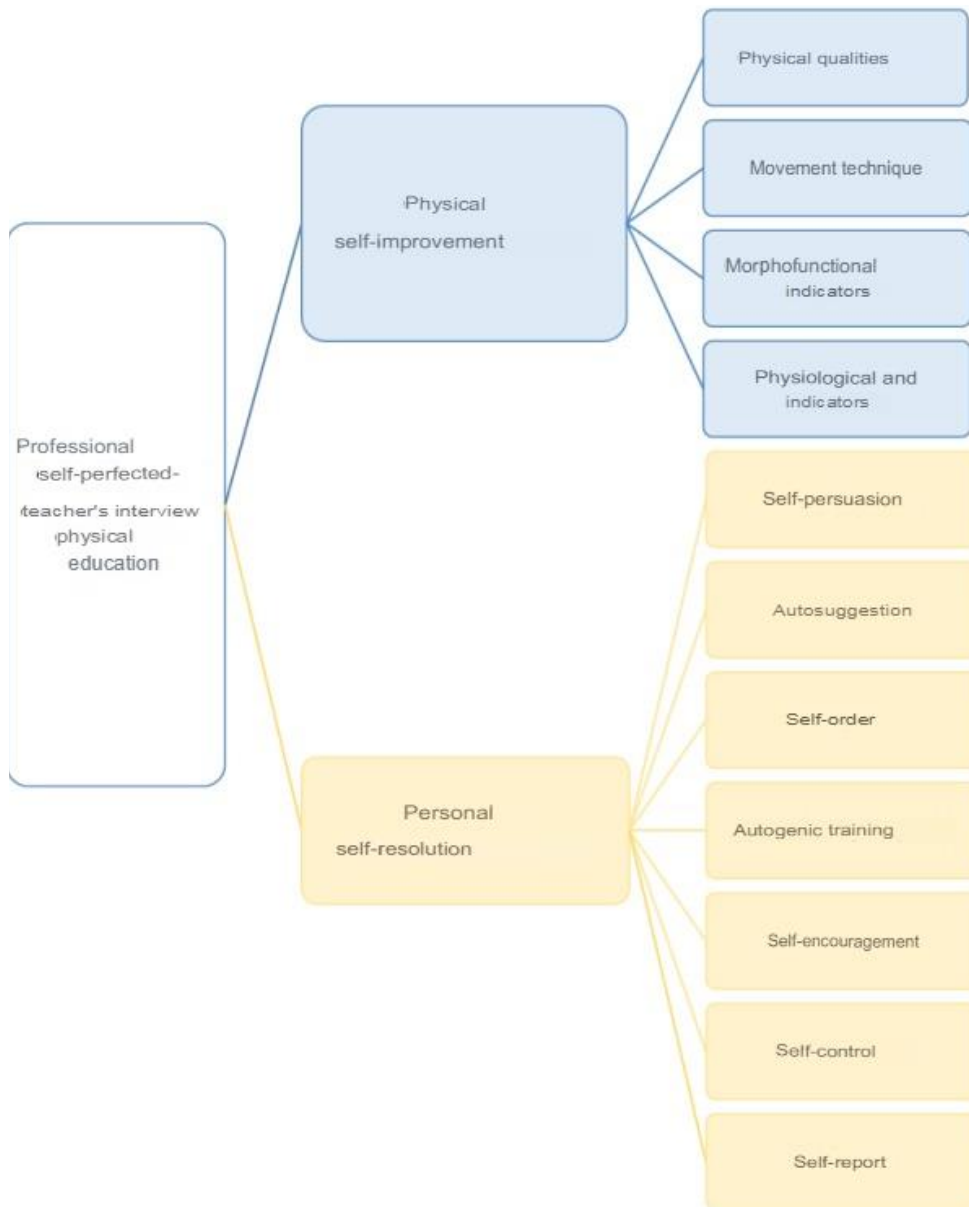 Physical qualities
Movement technique
Physical
self-improvement
Morphofunctional
indicators
Physiological and
indicators
Professional
self-perfected-
teacher's interview
physical
education
Self-persuasion
Autosuggestion
Self-order
Personal
self-resolution
Autogenic training
Self-encouragement
Self-control
Self-report